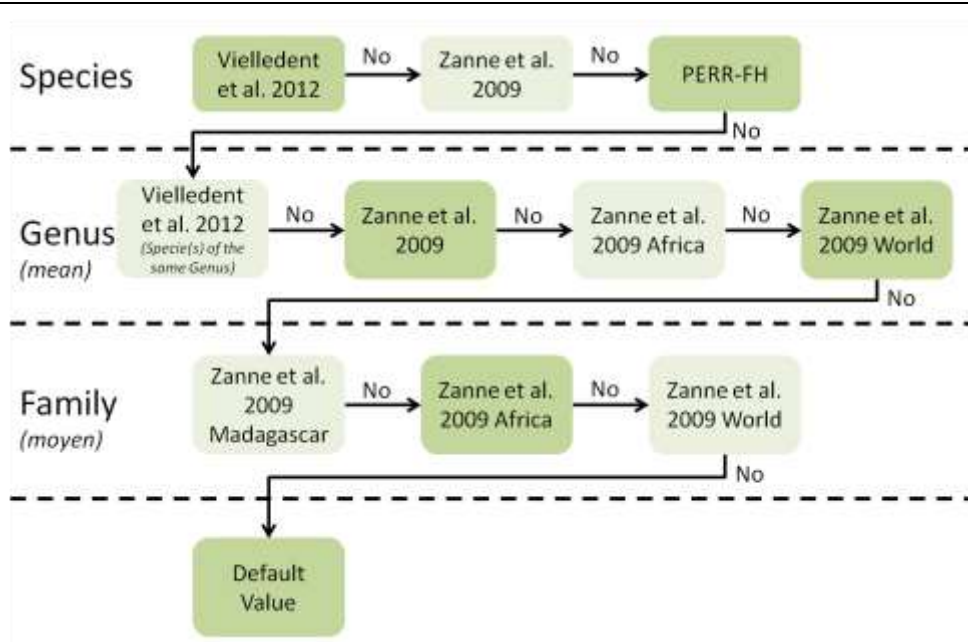 Species
Vielledent
et al. 2012
No
Zanne et al.
2009
No
PERR-FH
No
Genus
(mean)
Vielledent
et al. 2012
(Specie(s) of the
same Genus)
No
Zanne et al.
2009
No
Zanne et al.
2009 Africa
No
Zanne et al.
2009 World
No
Family
(moyen)
Zanne et al.
2009
Madagascar
No
Zanne et al.
2009 Africa
No
Zanne et al.
2009 World
No
Default
Value